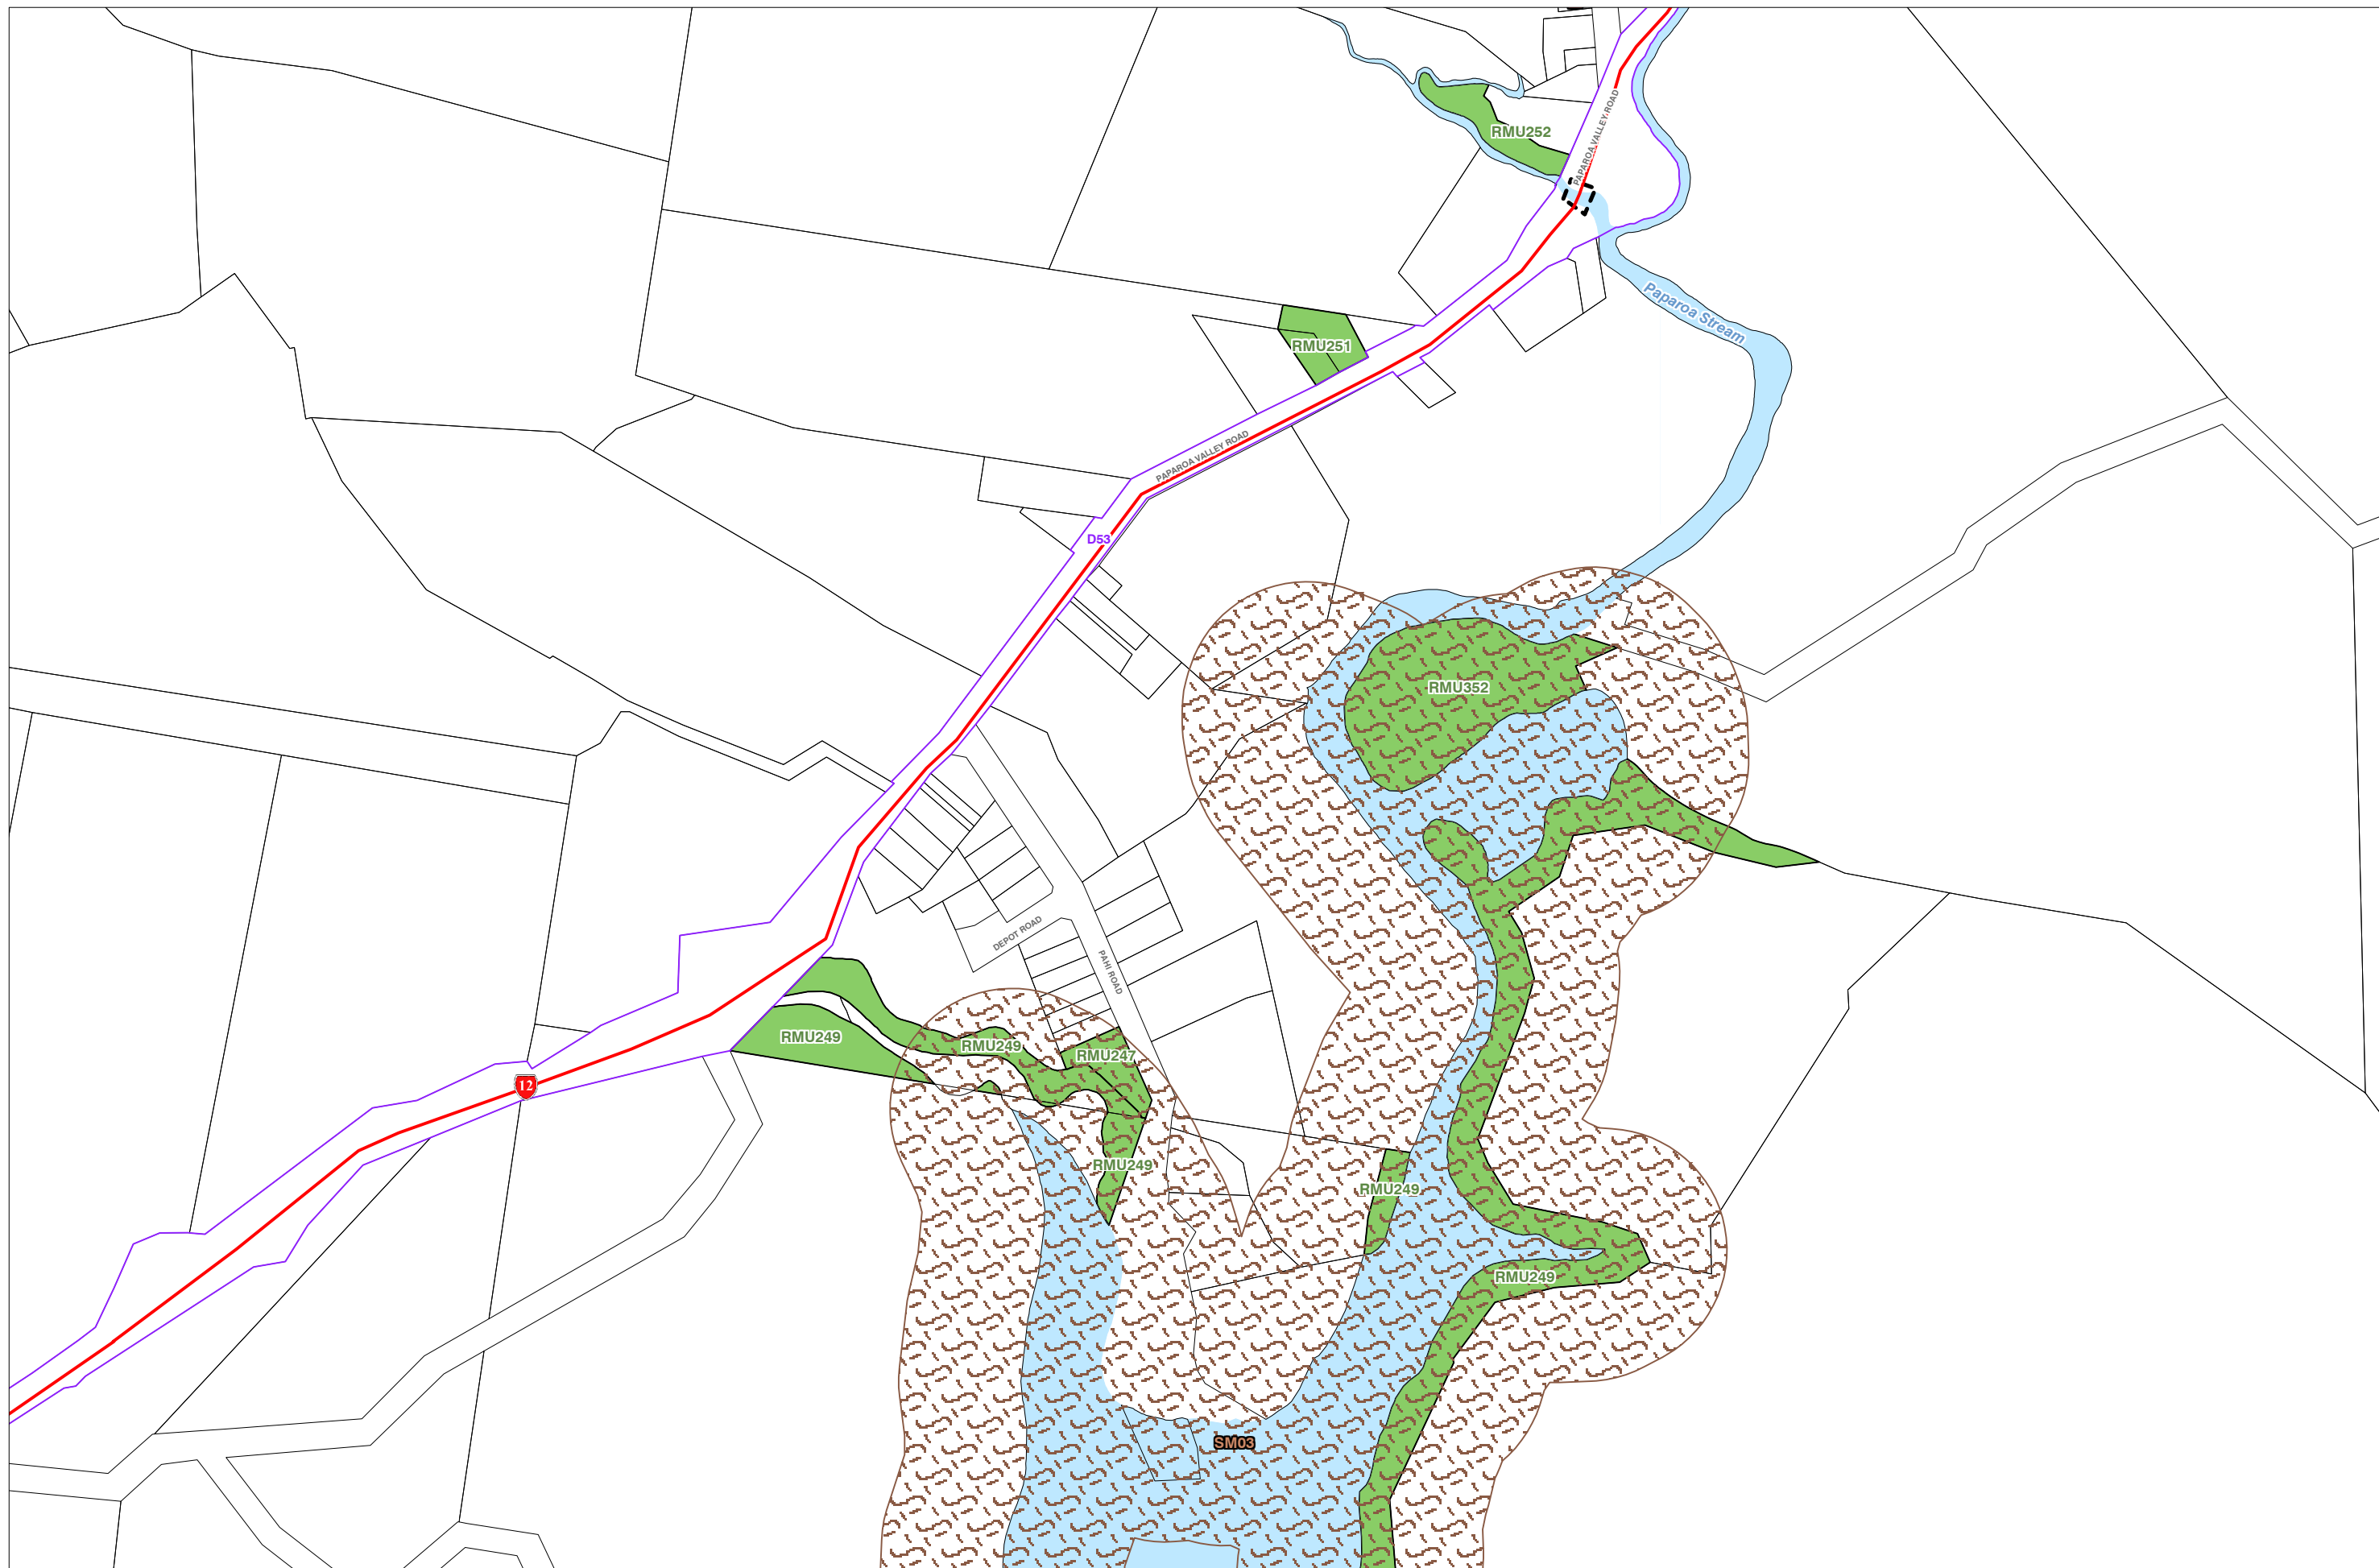 RMU252
PAPAROA VALLEY ROAD
Paparoa Stream
RMU251
PAPAROA VALLEY ROAD
D53
RMU352
DEPOT ROAD
PAHI ROAD
RMU249
RMU249
RMU247
12
RMU249
RMU249
RMU249
SM03